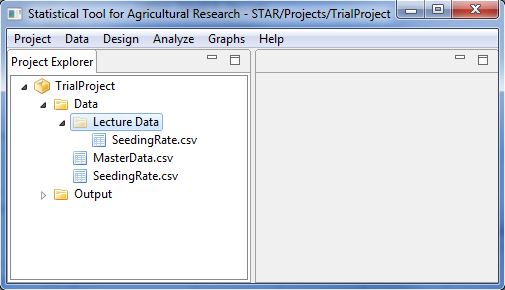 Statistical Tool for Agricultural Research - STAR/Projects/TrialProject
Project Data Design Analyze Graphs Help
Project Explorer
TrialProject
Data
Lecture Data
SeedingRate.csv
MasterData.csv
SeedingRate.csv
Output